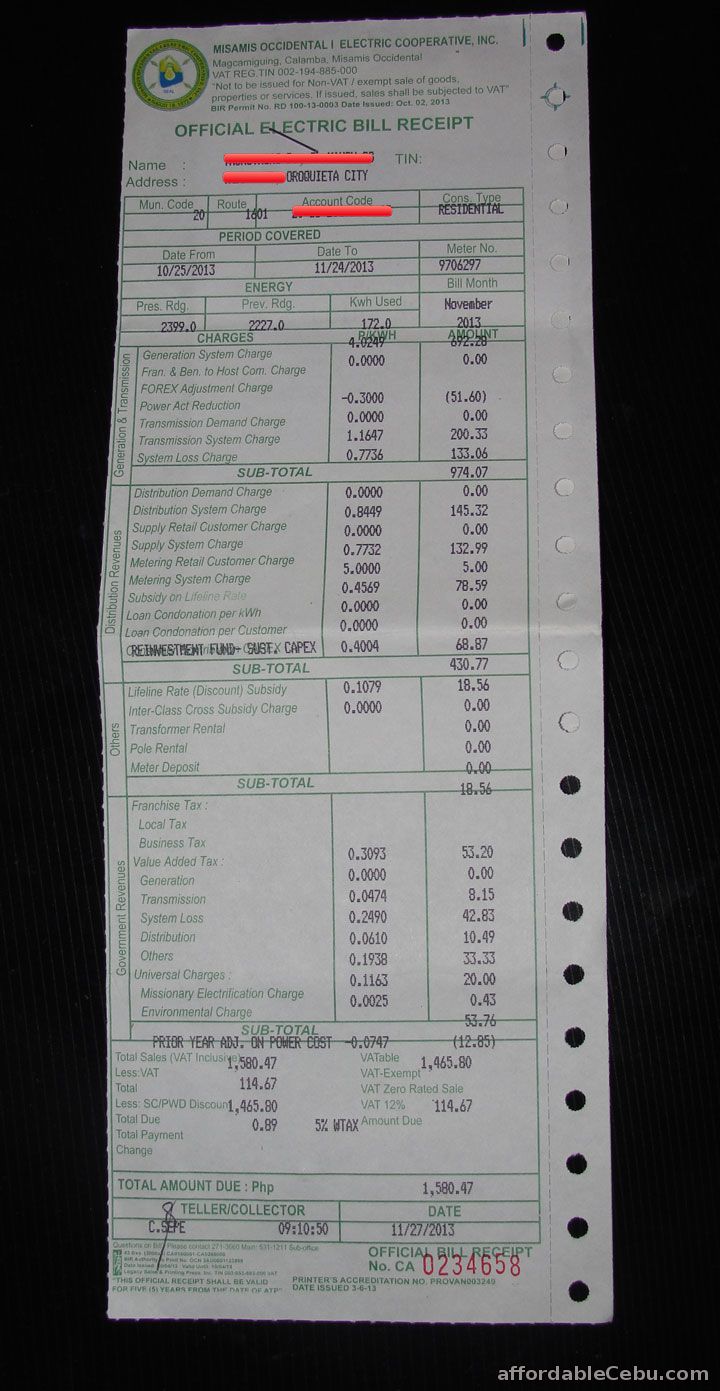 MISAMIS OCCIDENTAL I ELECTRIC COOPERATIVE, INC.
Magcamiguing, Calamba, Misamis Occidental
VAT REG.TIN 002-194-885-000
"Not to be issued for Non-VAT / exempt sale of goods,
properties or services. If issued, sales shall be subjected to VAT"
BIR Permit No. RD 100-13-0003 Date Issued: Oct. 02, 2013
OFFICIAL ELECTRIC BILL RECEIPT
Name : TIN:
Address : OROQUIETA CITY
Mun. Code Route Account Code Cons. Type
20 1601 RESIDENTIAL
PERIOD COVERED
Date From Date To Meter No.
10/25/2013 11/24/2013 9706297
ENERGY Bill Month
Pres. Rdg. Prev. Rdg. Kwh Used November
2399.0 2227.0 172.0 2013
CHARGES P/KWH AMOUNT
Generation & Transmission
Generation System Charge 4.0249 692.28
Fran. & Ben. to Host Com. Charge 0.0000 0.00
FOREX Adjustment Charge
Power Act Reduction -0.3000 (51.60)
Transmission Demand Charge 0.0000 0.00
Transmission System Charge 1.1647 200.33
System Loss Charge 0.7736 133.06
SUB-TOTAL 974.07
Distribution Revenues
Distribution Demand Charge 0.0000 0.00
Distribution System Charge 0.8449 145.32
Supply Retail Customer Charge 0.0000 0.00
Supply System Charge 0.7732 132.99
Metering Retail Customer Charge 5.0000 5.00
Metering System Charge 0.4569 78.59
Subsidy on Lifeline Rate 0.0000 0.00
Loan Condonation per kWh 0.0000 0.00
Loan Condonation per Customer
REINVESTMENT FUND- SUST. CAPEX 0.4004 68.87
SUB-TOTAL 430.77
Others
Lifeline Rate (Discount) Subsidy 0.1079 18.56
Inter-Class Cross Subsidy Charge 0.0000 0.00
Transformer Rental 0.00
Pole Rental 0.00
Meter Deposit 0.00
SUB-TOTAL 18.56
Government Revenues
Franchise Tax :
Local Tax
Business Tax
Value Added Tax : 0.3093 53.20
Generation 0.0000 0.00
Transmission 0.0474 8.15
System Loss 0.2490 42.83
Distribution 0.0610 10.49
Others 0.1938 33.33
Universal Charges : 0.1163 20.00
Missionary Electrification Charge 0.0025 0.43
Environmental Charge 53.76
SUB-TOTAL
PRIOR YEAR ADJ. ON POWER COST -0.0747 (12.85)
Total Sales (VAT Inclusive) 1,580.47 VATable 1,465.80
Less:VAT 114.67 VAT-Exempt
Total VAT Zero Rated Sale
Less: SC/PWD Discount 1,465.80 VAT 12% 114.67
Total Due 0.89 5% WTAX Amount Due
Total Payment
Change
TOTAL AMOUNT DUE : Php 1,580.47
TELLER/COLLECTOR DATE
C.SEPE 09:10:50 11/27/2013
Questions on Bill? Please contact 271-3660 Main: 531-1211 Sub-office
OFFICIAL BILL RECEIPT
No. CA 0234658
"THIS OFFICIAL RECEIPT SHALL BE VALID
FOR FIVE (5) YEARS FROM THE DATE OF ATP"
PRINTER'S ACCREDITATION NO. PROVAN003249
DATE ISSUED 3-6-13
affordableCebu.com